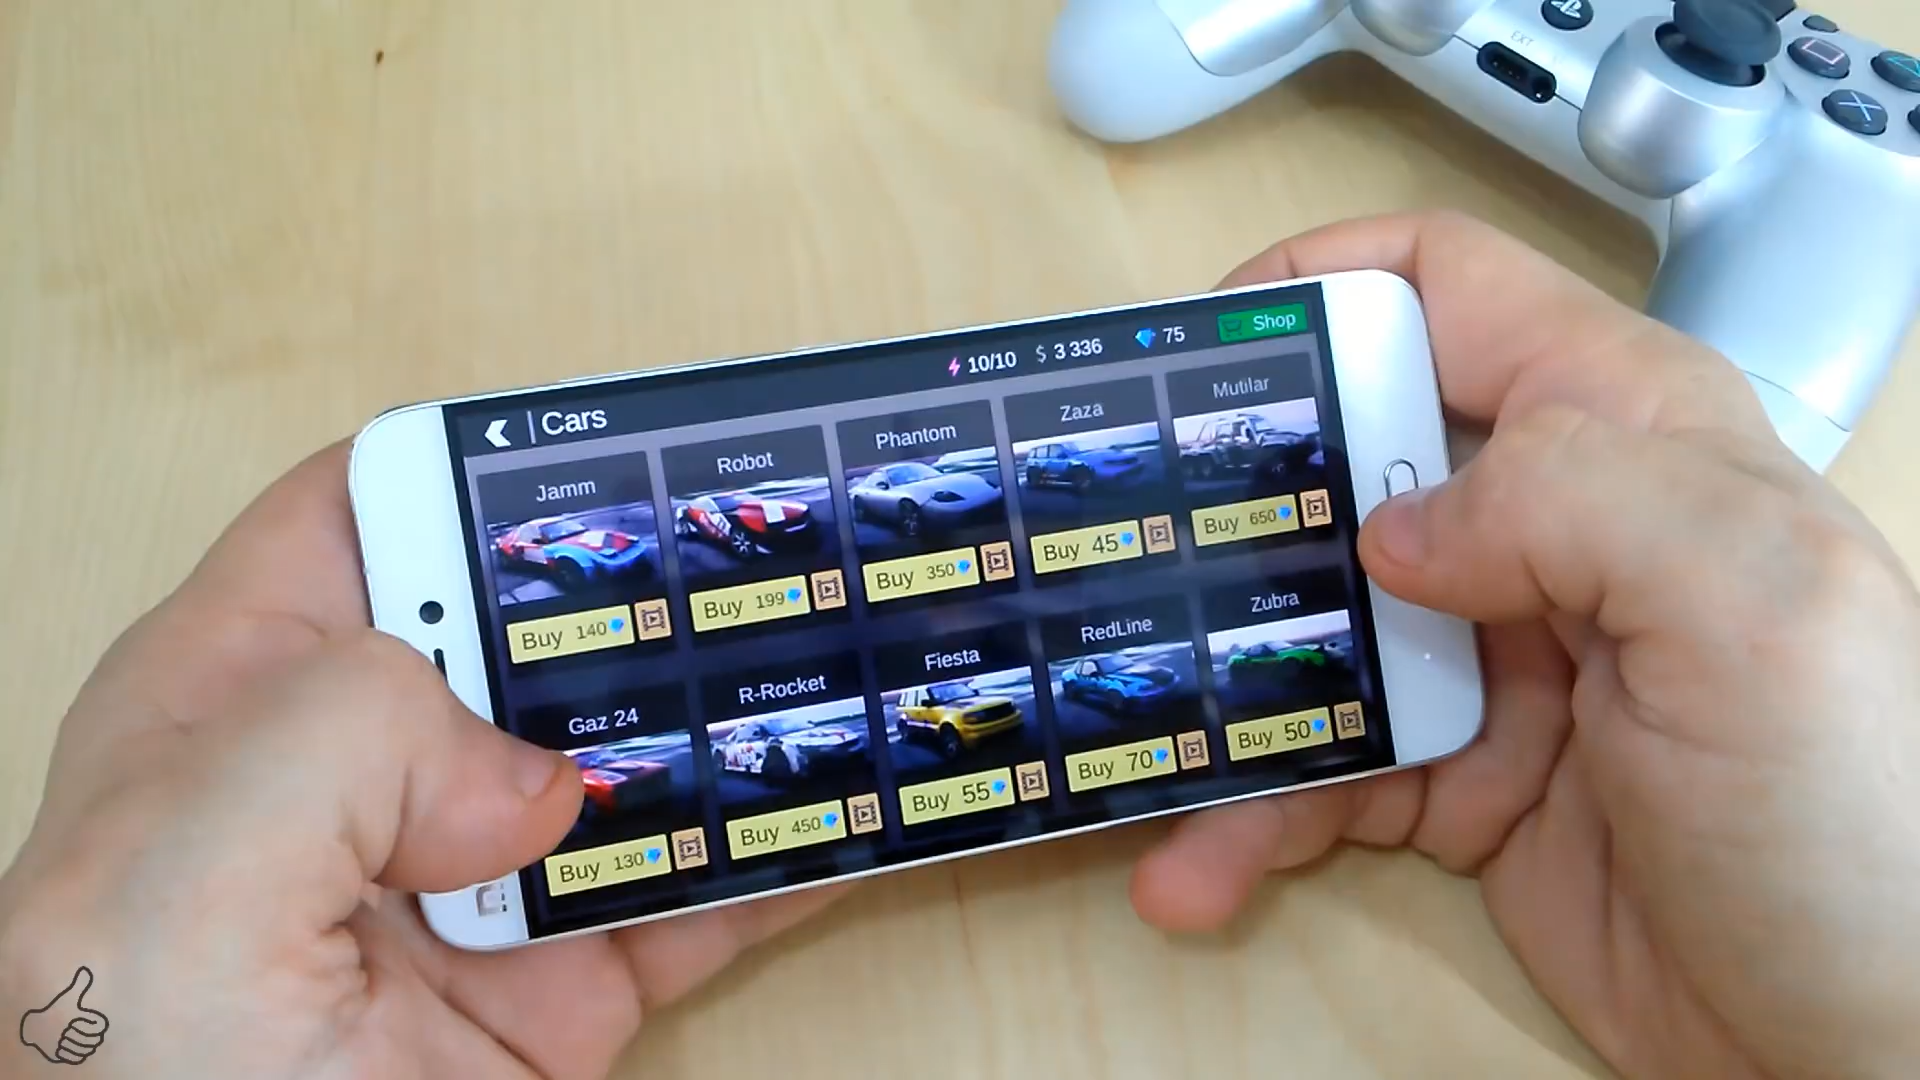 10/10 $ 3 336 75 Shop
Cars
Jamm
Robot
Phantom
Zaza
Mutilar
Buy 140
Buy 199
Buy 350
Buy 45
Buy 650
Gaz 24
R-Rocket
Fiesta
RedLine
Zubra
Buy 130
Buy 450
Buy 55
Buy 70
Buy 50
EXT